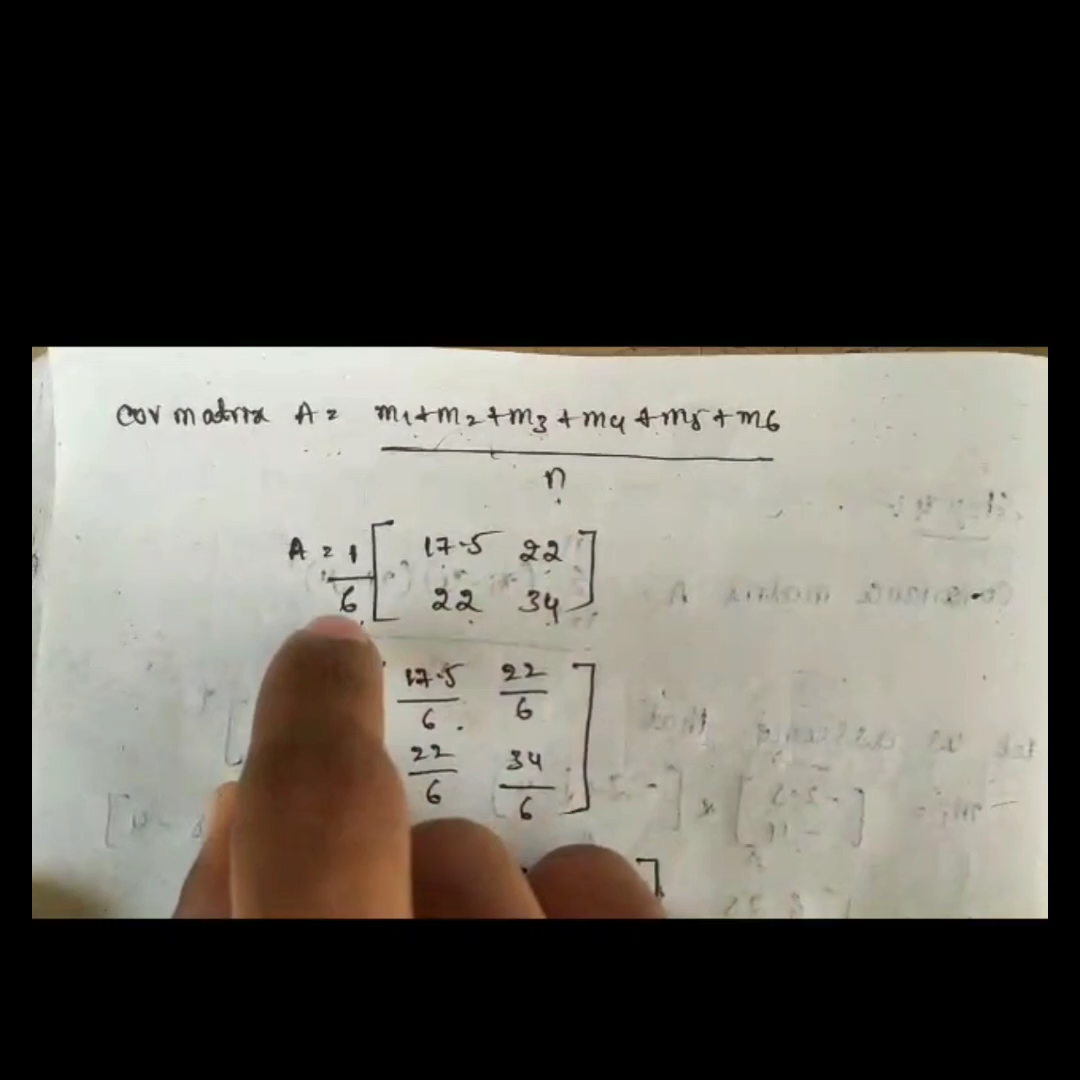 cov matrix A = m1+m2+m3+m4+m5+m6
n
A = 1 [ 17.5 22 ]
6 [ 22 34 ]
17.5 22 ]
6 6
22 34
6 6 ]